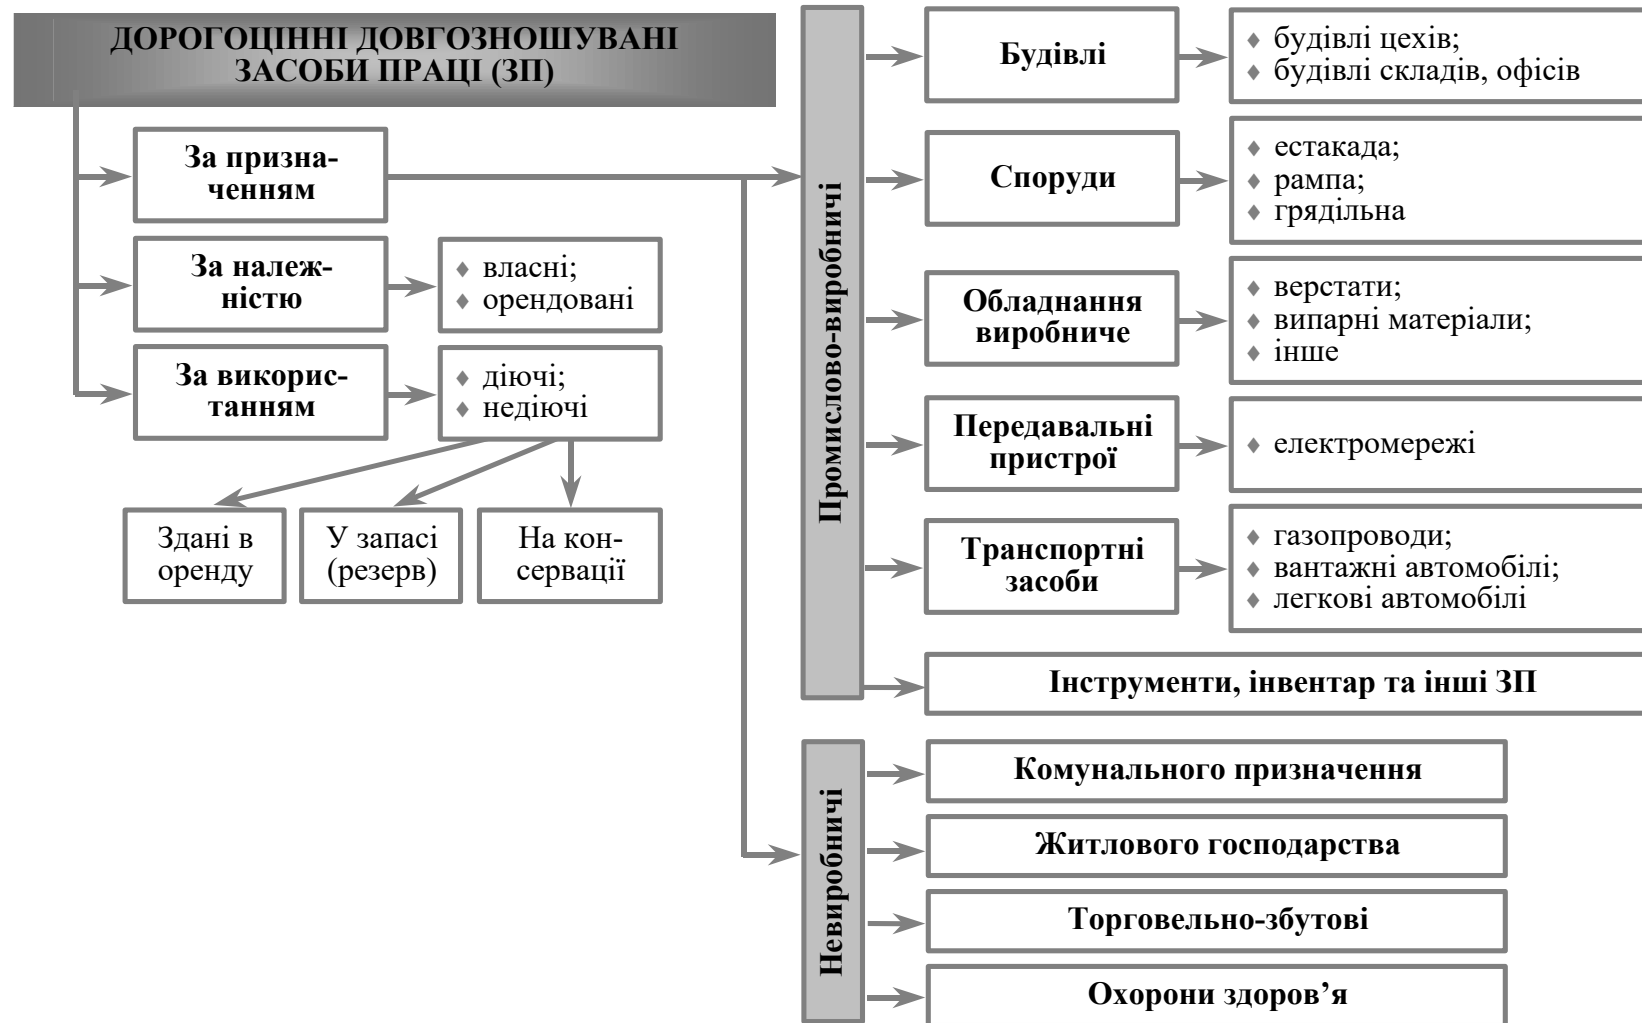 ДОРОГОЦІННІ ДОВГОЗНОШУВАНІ
ЗАСОБИ ПРАЦІ (ЗП)
За призна-
ченням
За належ-
ністю
власні;
орендовані
За викорис-
танням
діючі;
недіючі
Здані в
оренду
У запасі
(резерв)
На кон-
сервації
Промислово-виробничі
Будівлі
будівлі цехів;
будівлі складів, офісів
Споруди
естакада;
рампа;
грядільна
Обладнання
виробниче
верстати;
випарні матеріали;
інше
Передавальні
пристрої
електромережі
Транспортні
засоби
газопроводи;
вантажні автомобілі;
легкові автомобілі
Інструменти, інвентар та інші ЗП
Невиробничі
Комунального призначення
Житлового господарства
Торговельно-збутові
Охорони здоров’я